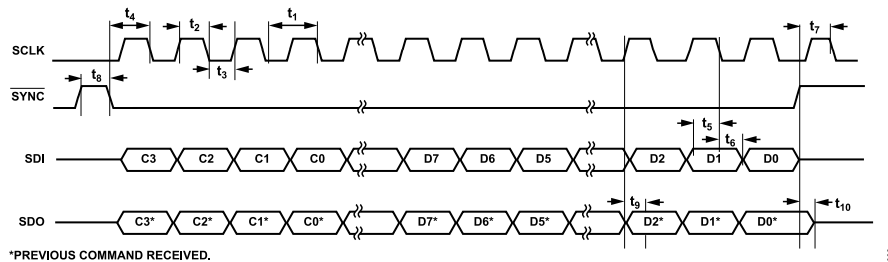 t4 t2 t1 t7
SCLK
t3
t8
SYNC
t5 t6
SDI C3 C2 C1 C0 D7 D6 D5 D2 D1 D0
t9 t10
SDO C3* C2* C1* C0* D7* D6* D5* D2* D1* D0*
*PREVIOUS COMMAND RECEIVED.